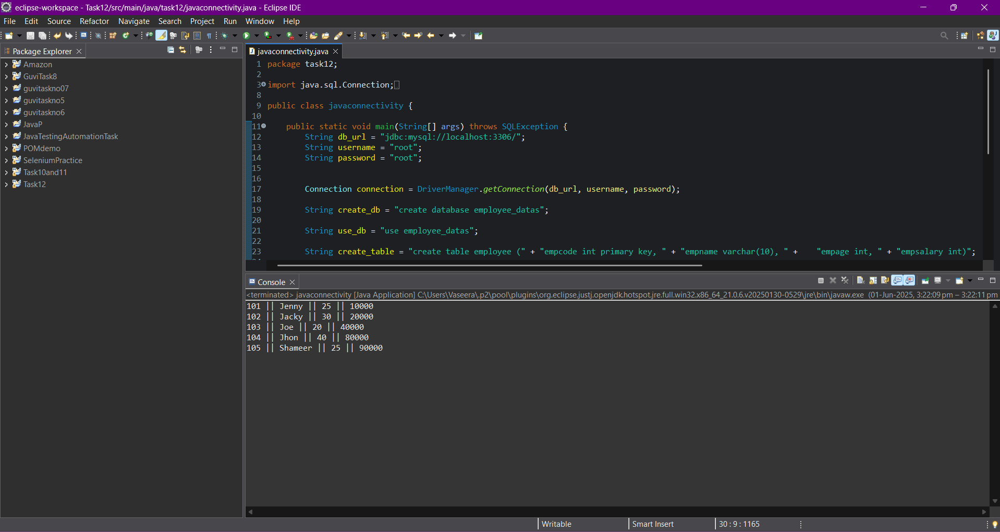 eclipse-workspace - Task12/src/main/java/task12/javaconnectivity.java - Eclipse IDE
File Edit Source Refactor Navigate Search Project Run Window Help
Package Explorer
Amazon
GuviTask8
guvitaskno07
guvitaskno5
guvitaskno6
JavaP
JavaTestingAutomationTask
POMdemo
SeleniumPractice
Task10and11
Task12
javaconnectivity.java
1 package task12;
2
3 import java.sql.Connection;
8
9 public class javaconnectivity {
10
11 public static void main(String[] args) throws SQLException {
12 String db_url = "jdbc:mysql://localhost:3306/";
13 String username = "root";
14 String password = "root";
15
16
17 Connection connection = DriverManager.getConnection(db_url, username, password);
18
19 String create_db = "create database employee_datas";
20
21 String use_db = "use employee_datas";
22
23 String create_table = "create table employee (" + "empcode int primary key, " + "empname varchar(10), " + "empage int, " + "empsalary int)";
Console
<terminated> javaconnectivity [Java Application] C:\Users\Vaseera\.p2\pool\plugins\org.eclipse.justj.openjdk.hotspot.jre.full.win32.x86_64_21.0.6.v20250130-0529\jre\bin\javaw.exe (01-Jun-2025, 3:22:09 pm – 3:22:11 pm
101 || Jenny || 25 || 10000
102 || Jacky || 30 || 20000
103 || Joe || 20 || 40000
104 || Jhon || 40 || 80000
105 || Shameer || 25 || 90000
Writable Smart Insert 30 : 9 : 1165